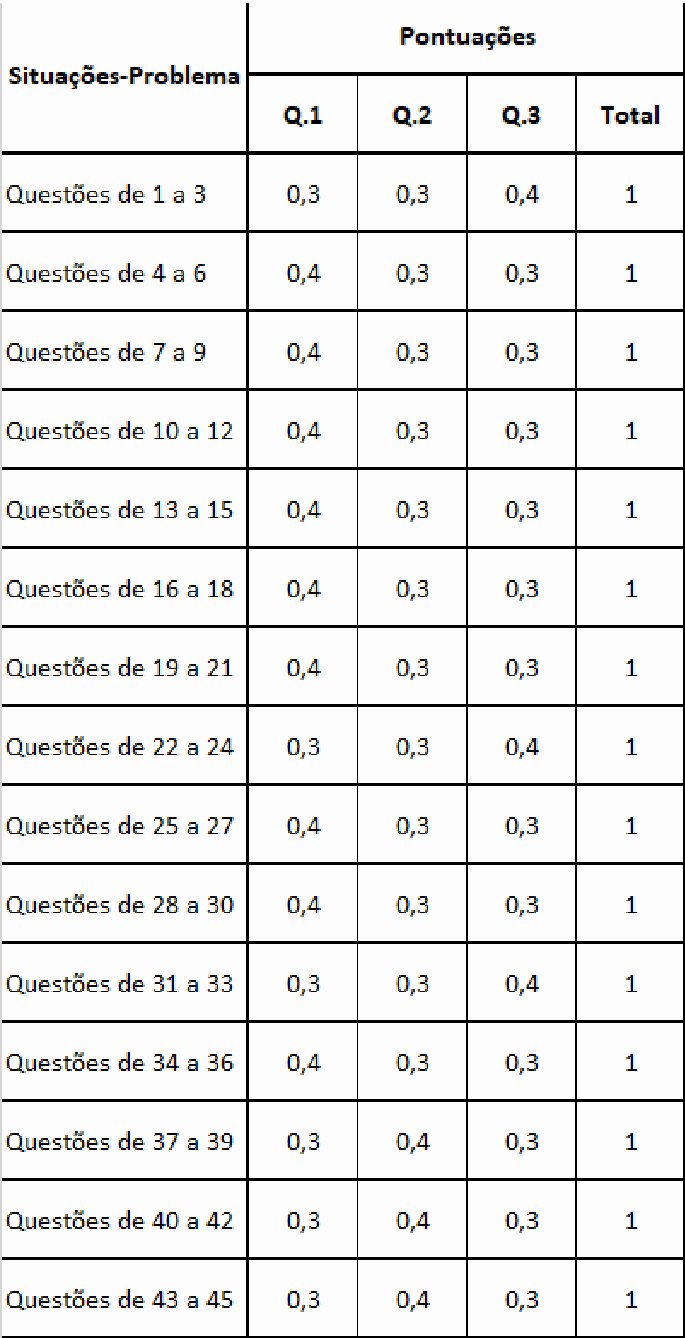 Situações-Problema Pontuações
Q.1 Q.2 Q.3 Total
Questões de 1 a 3 0,3 0,3 0,4 1
Questões de 4 a 6 0,4 0,3 0,3 1
Questões de 7 a 9 0,4 0,3 0,3 1
Questões de 10 a 12 0,4 0,3 0,3 1
Questões de 13 a 15 0,4 0,3 0,3 1
Questões de 16 a 18 0,4 0,3 0,3 1
Questões de 19 a 21 0,4 0,3 0,3 1
Questões de 22 a 24 0,3 0,3 0,4 1
Questões de 25 a 27 0,4 0,3 0,3 1
Questões de 28 a 30 0,4 0,3 0,3 1
Questões de 31 a 33 0,3 0,3 0,4 1
Questões de 34 a 36 0,4 0,3 0,3 1
Questões de 37 a 39 0,3 0,4 0,3 1
Questões de 40 a 42 0,3 0,4 0,3 1
Questões de 43 a 45 0,3 0,4 0,3 1